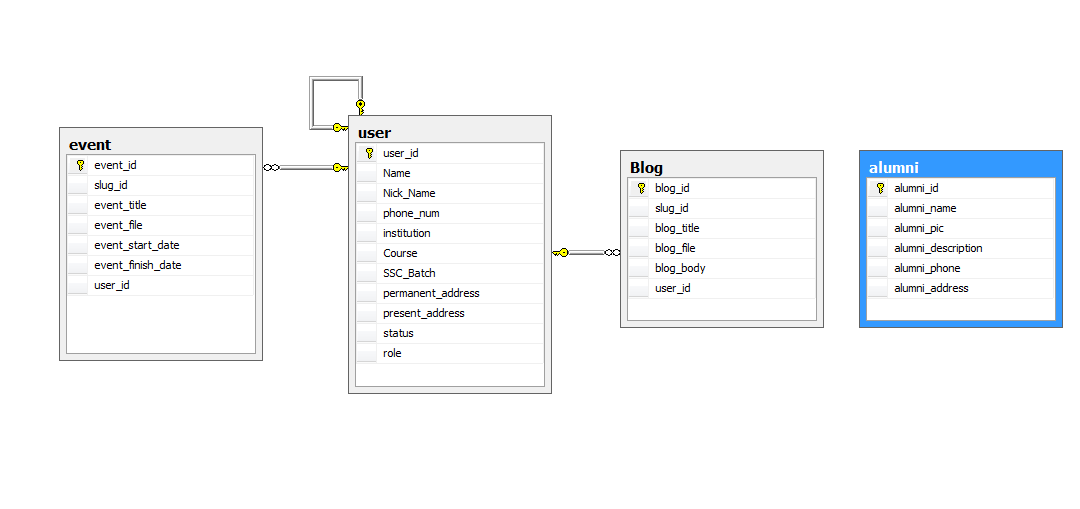 event
event_id
slug_id
event_title
event_file
event_start_date
event_finish_date
user_id
user
user_id
Name
Nick_Name
phone_num
institution
Course
SSC_Batch
permanent_address
present_address
status
role
Blog
blog_id
slug_id
blog_title
blog_file
blog_body
user_id
alumni
alumni_id
alumni_name
alumni_pic
alumni_description
alumni_phone
alumni_address